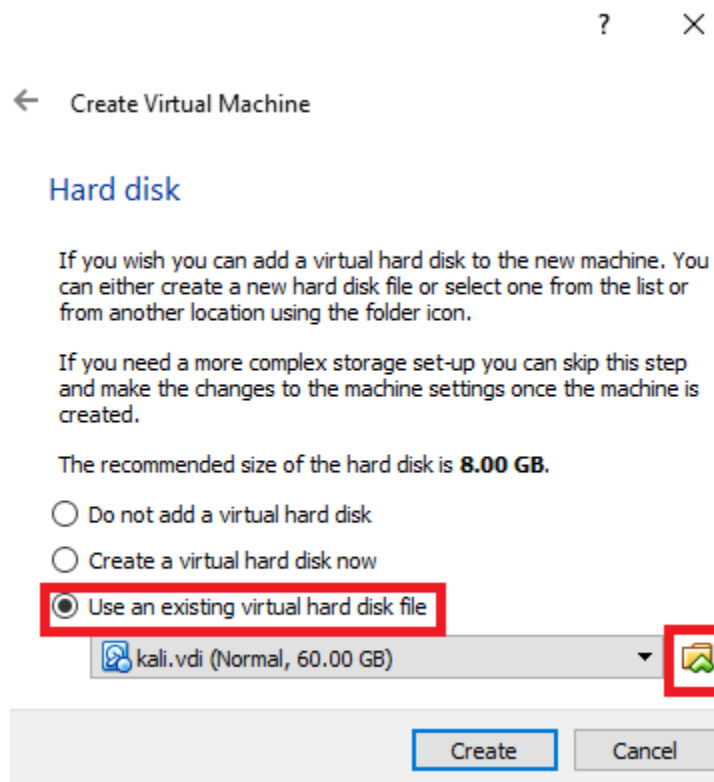 ?
Create Virtual Machine
Hard disk
If you wish you can add a virtual hard disk to the new machine. You
can either create a new hard disk file or select one from the list or
from another location using the folder icon.
If you need a more complex storage set-up you can skip this step
and make the changes to the machine settings once the machine is
created.
The recommended size of the hard disk is 8.00 GB.
Do not add a virtual hard disk
Create a virtual hard disk now
Use an existing virtual hard disk file
kali.vdi (Normal, 60.00 GB)
Create Cancel